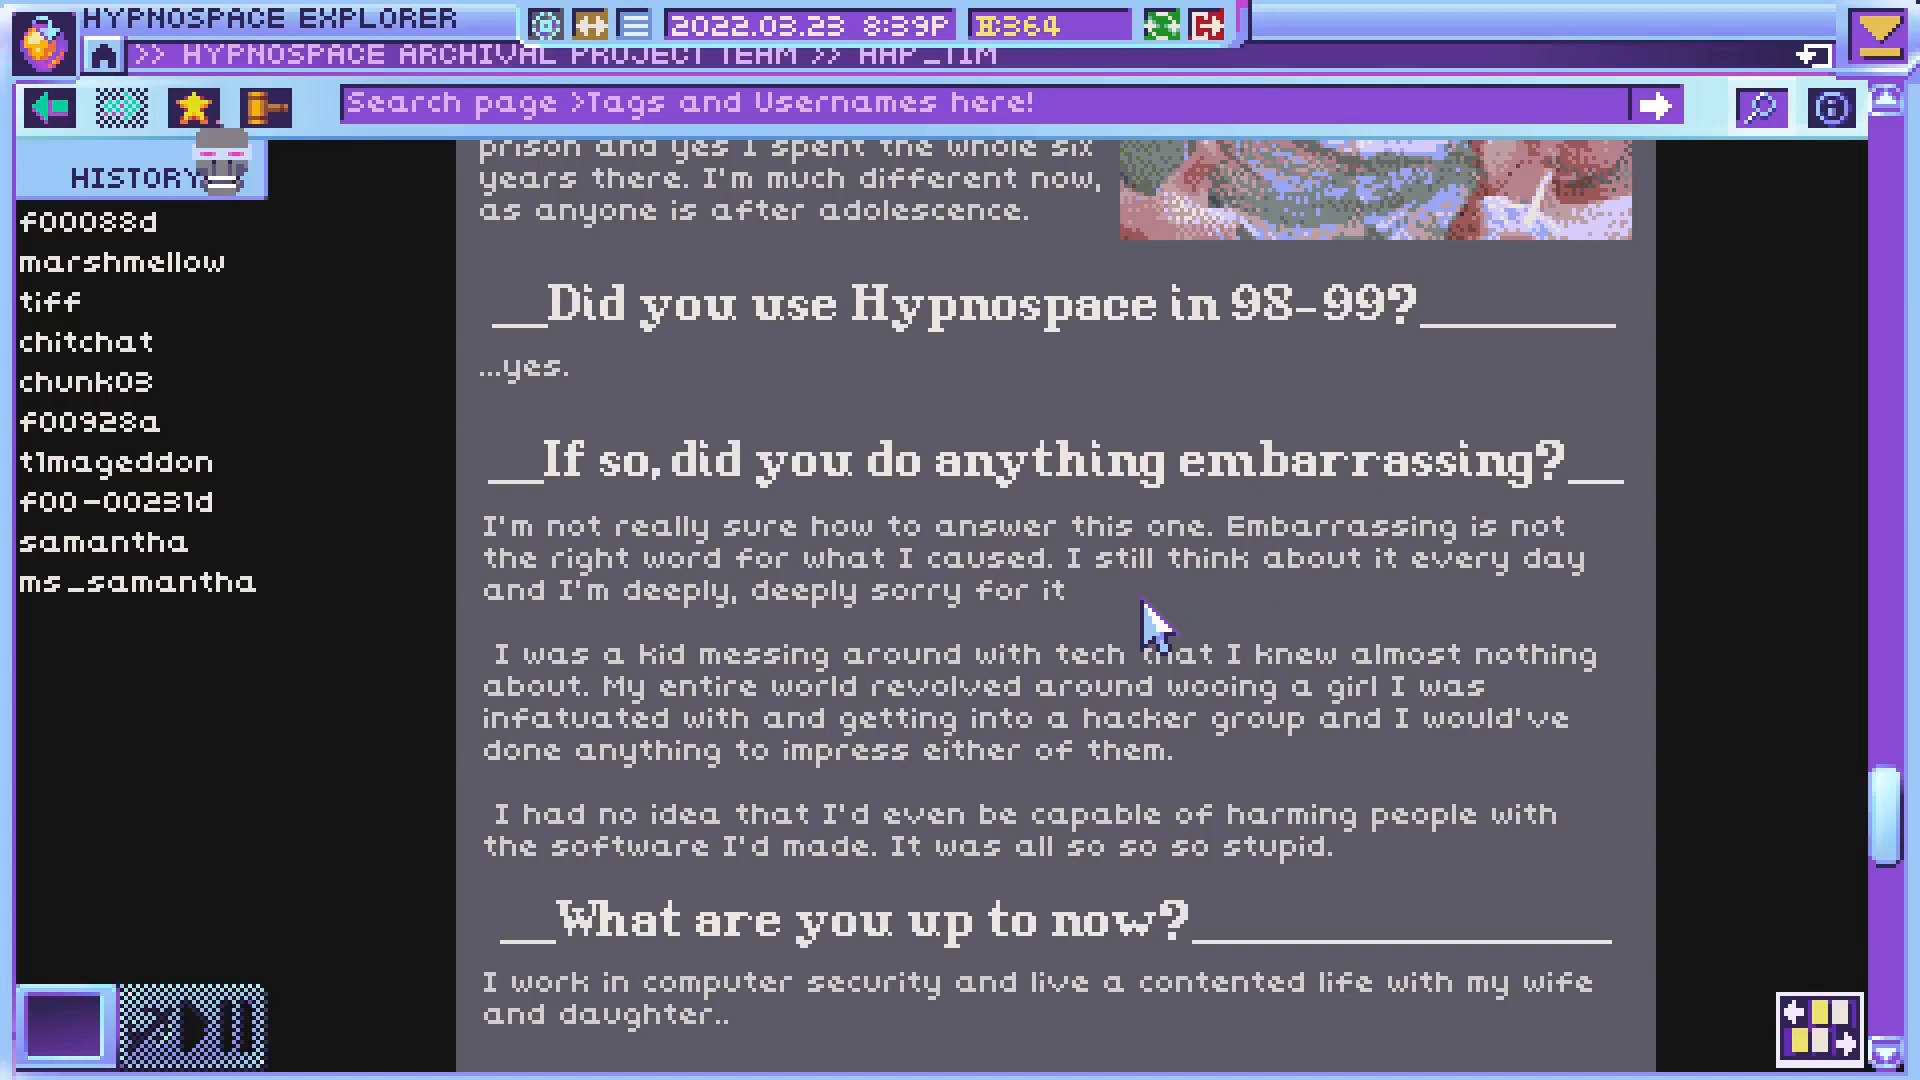 HYPNOSPACE EXPLORER
2022.03.23 8:39P
364
>> HYPNOSPACE ARCHIVAL PROJECT TEAM >> AAP_TIM
Search page >Tags and Usernames here!
HISTORY
f00088d
marshmellow
tiff
chitchat
chunk03
f00928a
t1mageddon
f00-00231d
samantha
ms_samantha
prison and yes I spent the whole six
years there. I'm much different now,
as anyone is after adolescence.
__Did you use Hypnospace in 98-99?_______
...yes.
__If so, did you do anything embarrassing?__
I'm not really sure how to answer this one. Embarrassing is not
the right word for what I caused. I still think about it every day
and I'm deeply, deeply sorry for it
I was a kid messing around with tech that I knew almost nothing
about. My entire world revolved around wooing a girl I was
infatuated with and getting into a hacker group and I would've
done anything to impress either of them.
I had no idea that I'd even be capable of harming people with
the software I'd made. It was all so so so stupid.
__What are you up to now?_______________
I work in computer security and live a contented life with my wife
and daughter..